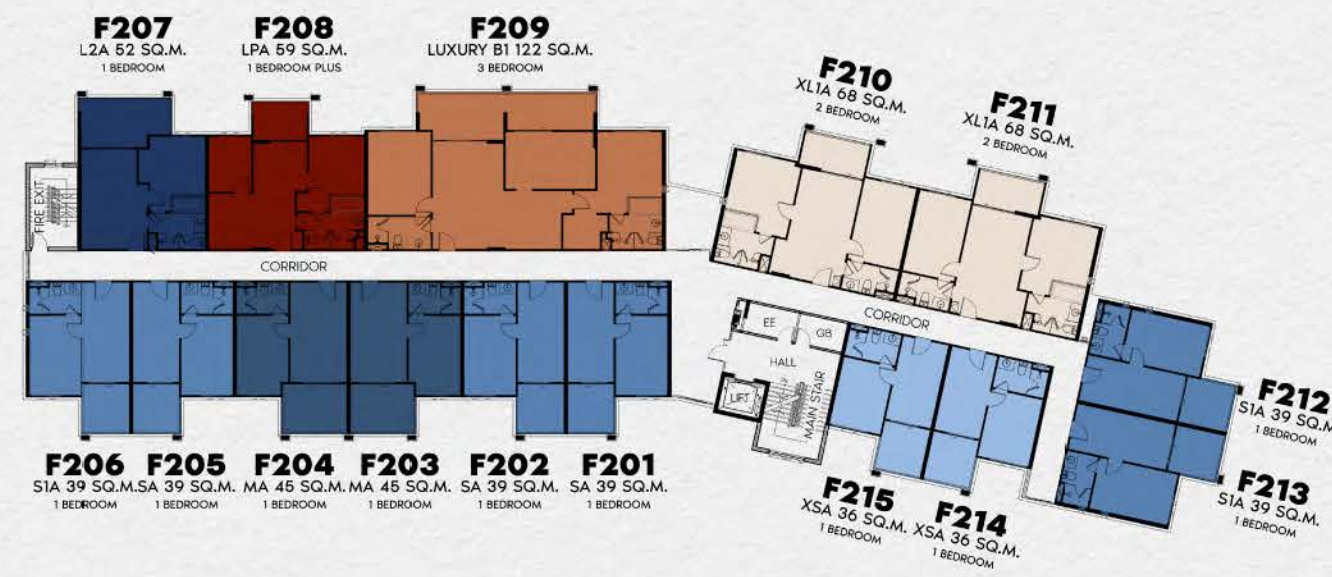 F207
L2A 52 SQ.M.
1 BEDROOM
F208
LPA 59 SQ.M.
1 BEDROOM PLUS
F209
LUXURY B1 122 SQ.M.
3 BEDROOM
F210
XL1A 68 SQ.M.
2 BEDROOM
F211
XL1A 68 SQ.M.
2 BEDROOM
FIRE EXIT
CORRIDOR
CORRIDOR
EE
GB
HALL
LIFT
MAIN STAIR
F212
S1A 39 SQ.M.
1 BEDROOM
F213
S1A 39 SQ.M.
1 BEDROOM
F206
S1A 39 SQ.M.
1 BEDROOM
F205
SA 39 SQ.M.
1 BEDROOM
F204
MA 45 SQ.M.
1 BEDROOM
F203
MA 45 SQ.M.
1 BEDROOM
F202
SA 39 SQ.M.
1 BEDROOM
F201
SA 39 SQ.M.
1 BEDROOM
F215
XSA 36 SQ.M.
1 BEDROOM
F214
XSA 36 SQ.M.
1 BEDROOM